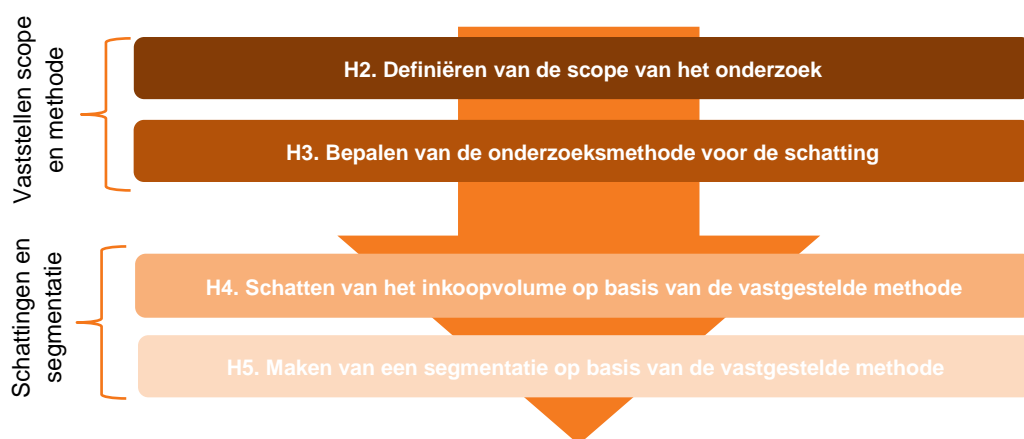 Vaststellen scope
en methode
H2. Definiëren van de scope van het onderzoek
H3. Bepalen van de onderzoeksmethode voor de schatting
Schattingen en
segmentatie
H4. Schatten van het inkoopvolume op basis van de vastgestelde methode
H5. Maken van een segmentatie op basis van de vastgestelde methode